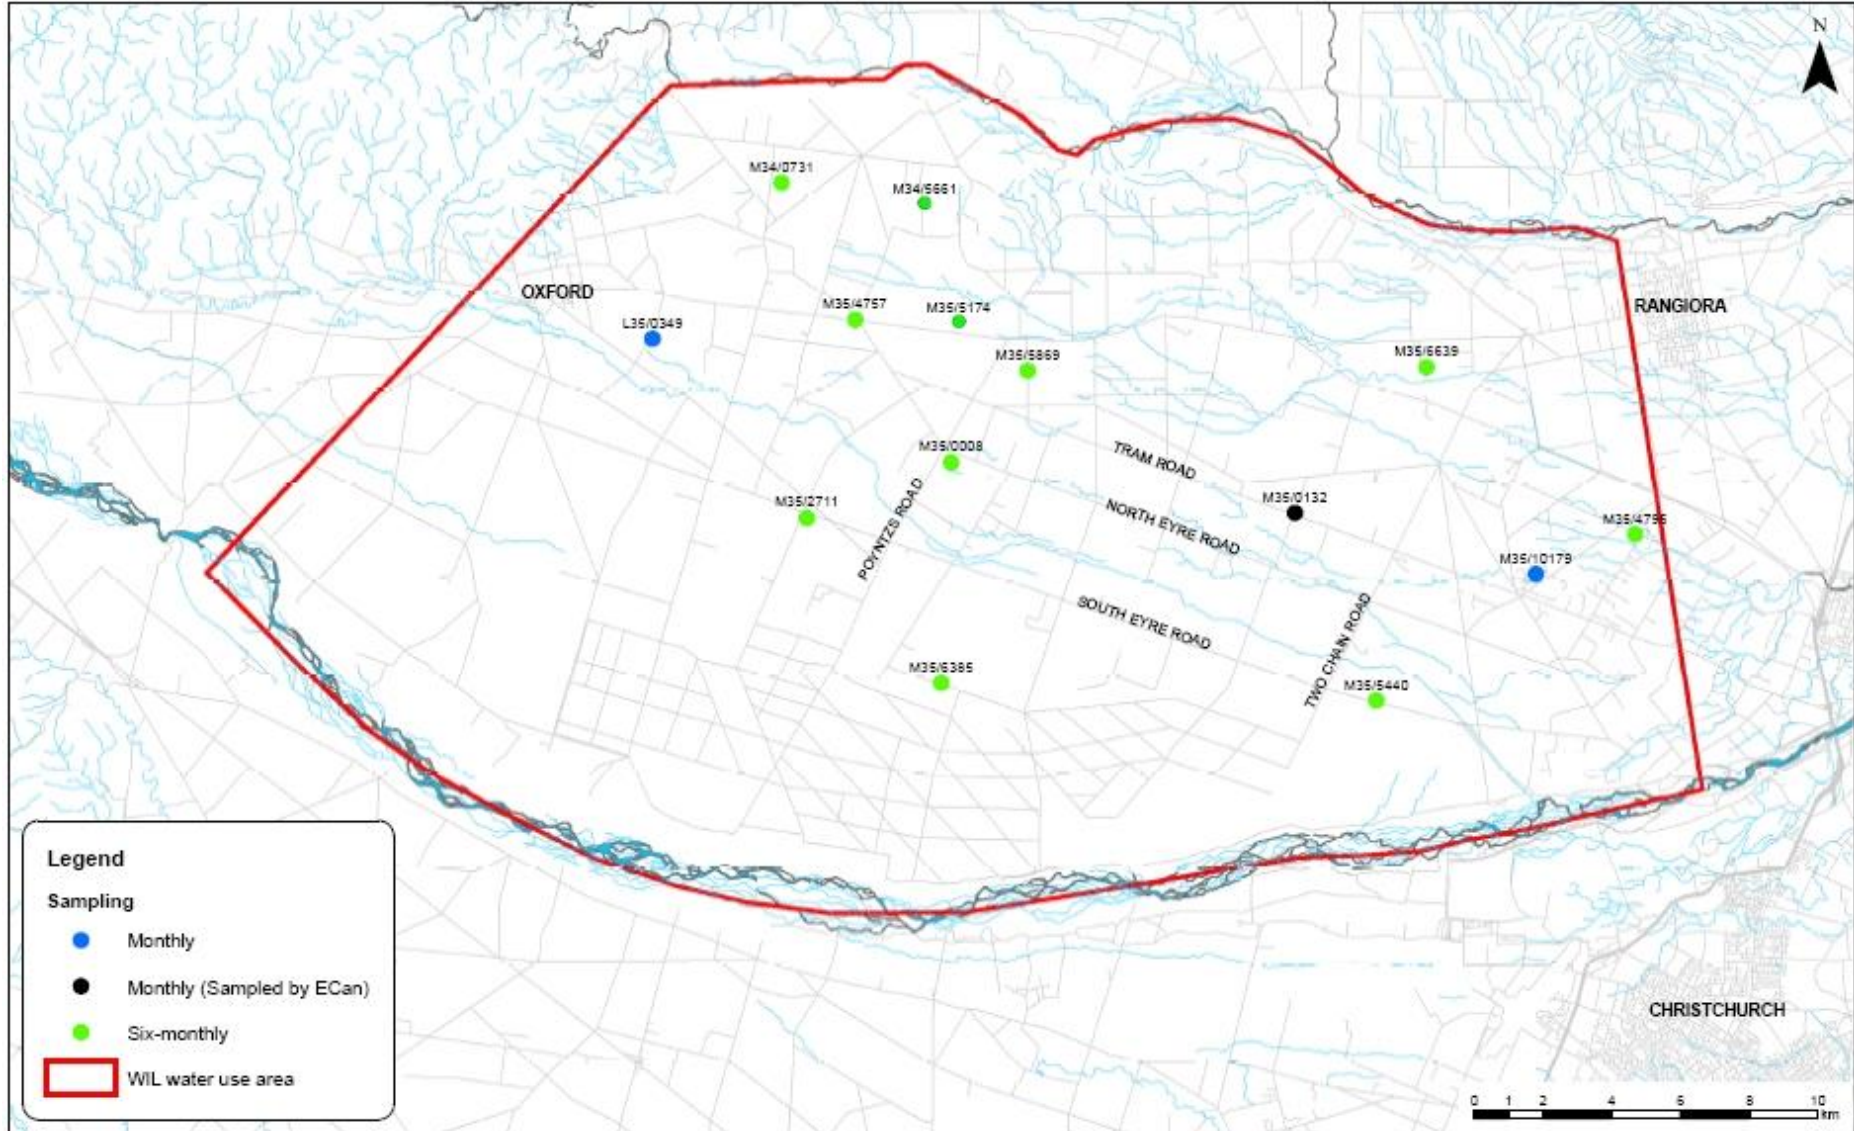 N
M34/0731
M34/5661
OXFORD
M35/4757
M35/5174
RANGIORA
L35/0349
M35/5869
M35/6639
M35/0008
TRAM ROAD
M35/2711
M35/0132
POYNTZS ROAD
NORTH EYRE ROAD
M35/4795
M35/10179
SOUTH EYRE ROAD
TWO CHAIN ROAD
M35/6385
M35/5440
Legend
Sampling
Monthly
Monthly (Sampled by ECan)
Six-monthly
WIL water use area
CHRISTCHURCH
0 1 2 4 6 8 10
km